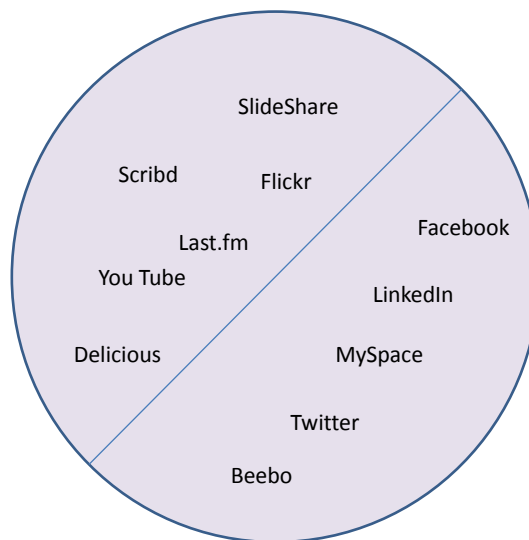 SlideShare
Scribd
Flickr
Facebook
Last.fm
You Tube
LinkedIn
Delicious
MySpace
Twitter
Beebo